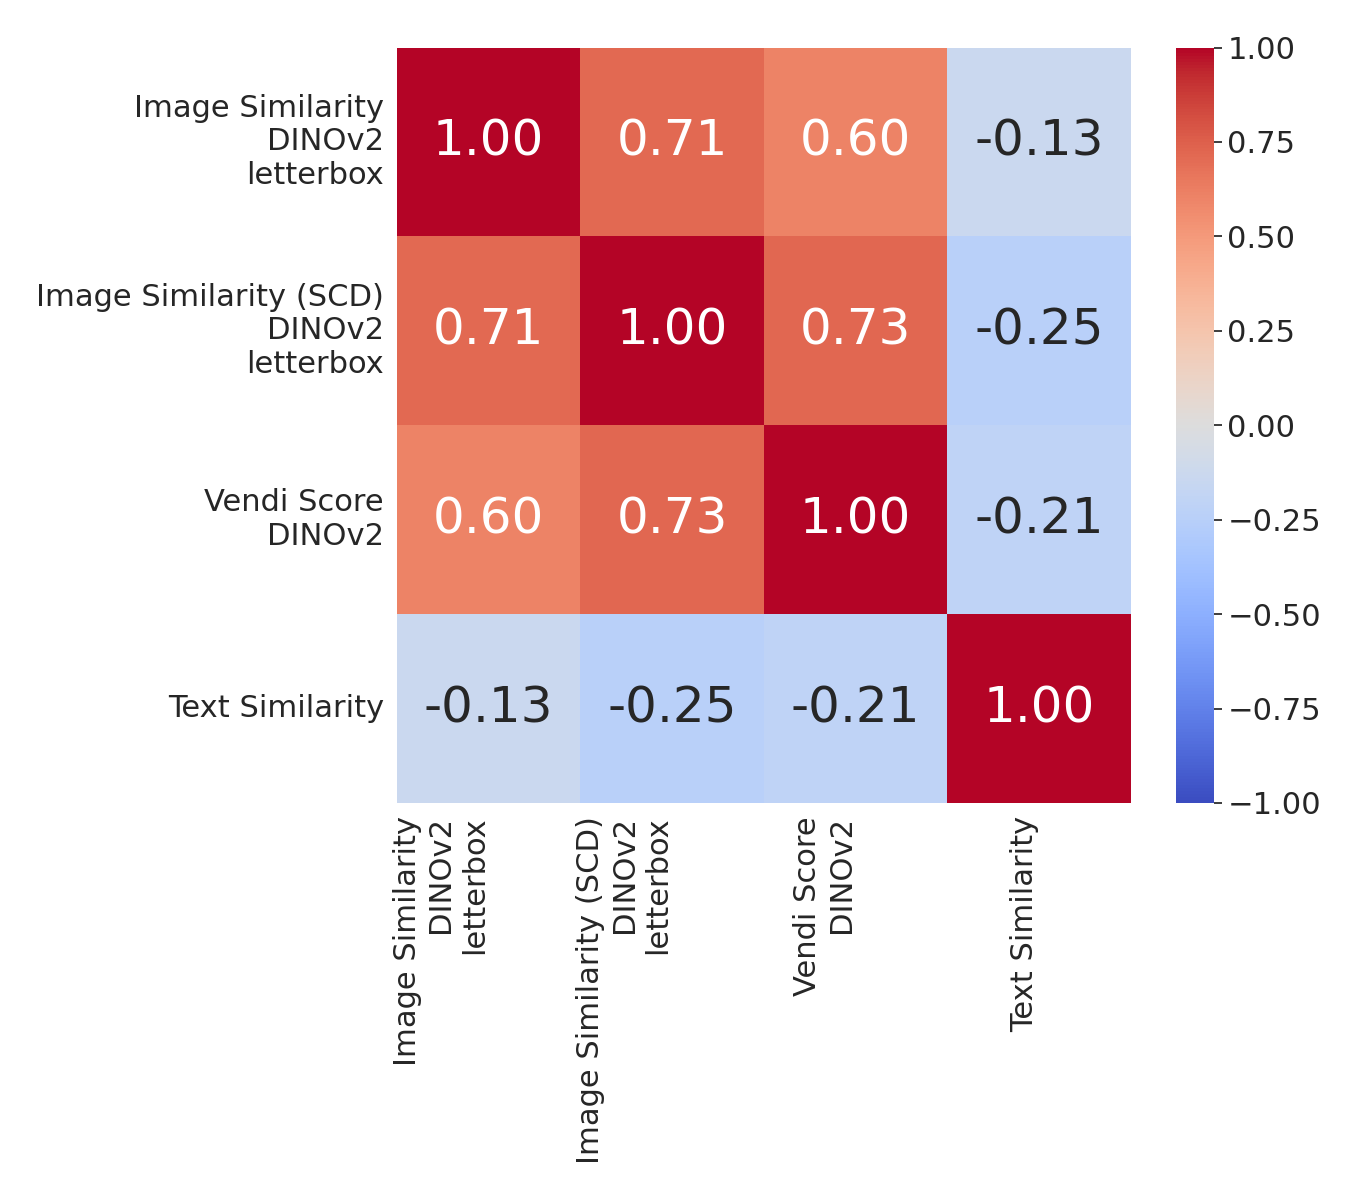 Image Similarity
DINOv2
letterbox
1.00 0.71 0.60 -0.13
Image Similarity (SCD)
DINOv2
letterbox
0.71 1.00 0.73 -0.25
Vendi Score
DINOv2
0.60 0.73 1.00 -0.21
Text Similarity
-0.13 -0.25 -0.21 1.00
Image Similarity
DINOv2
letterbox
Image Similarity (SCD)
DINOv2
letterbox
Vendi Score
DINOv2
Text Similarity
1.00
0.75
0.50
0.25
0.00
−0.25
−0.50
−0.75
−1.00